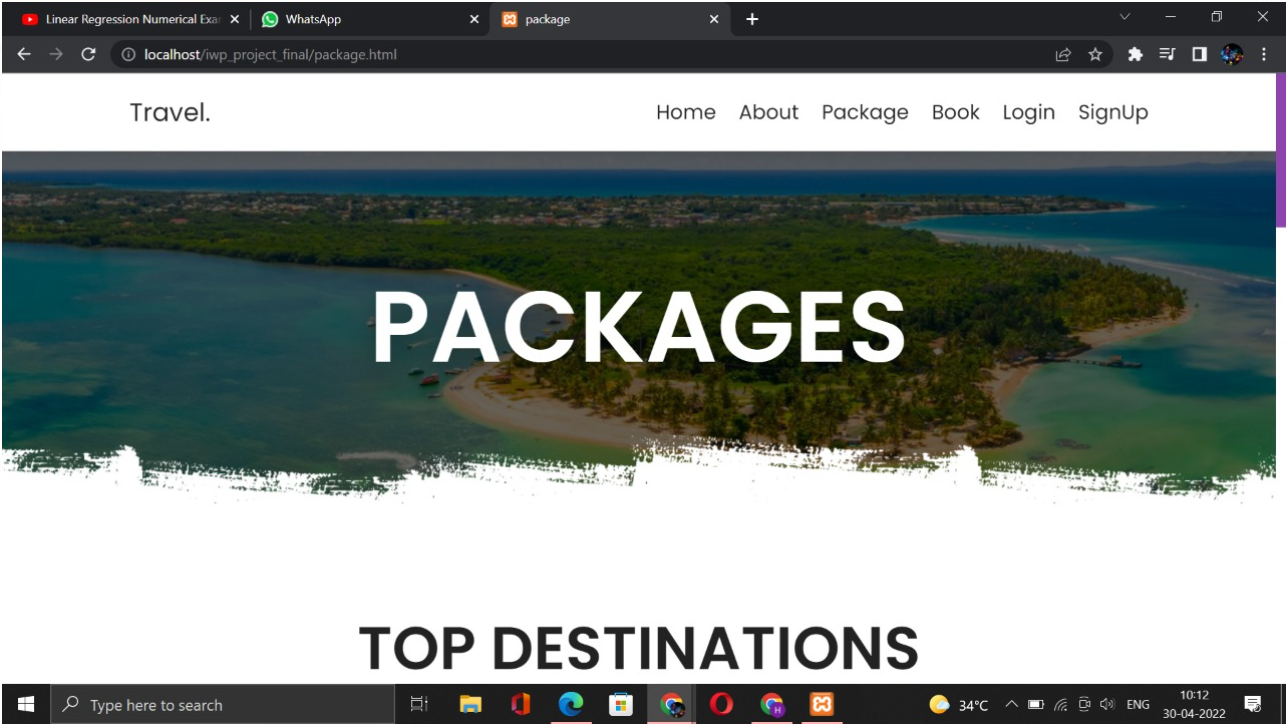 Linear Regression Numerical Exa
WhatsApp
package
localhost/iwp_project_final/package.html
Travel.
Home About Package Book Login SignUp
PACKAGES
TOP DESTINATIONS
Type here to search
34°C
ENG
10:12
30-04-2022